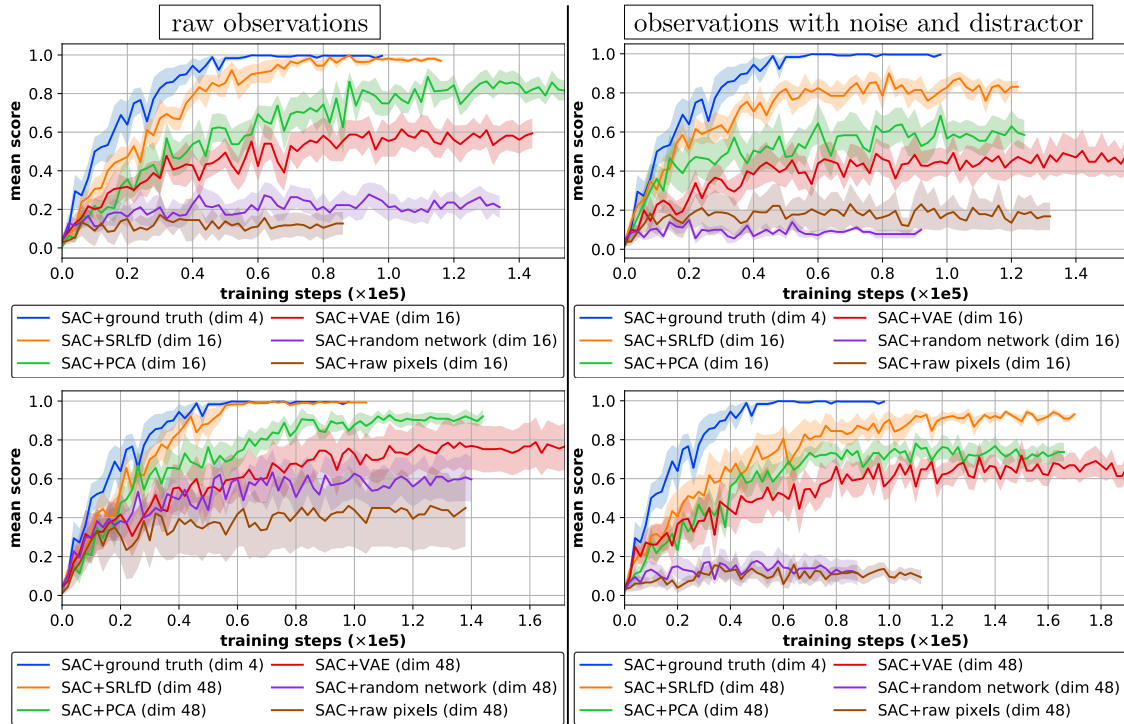 raw observations
observations with noise and distractor
1.0
0.8
0.6
0.4
0.2
0.0
mean score
0.0 0.2 0.4 0.6 0.8 1.0 1.2 1.4
training steps (×1e5)
SAC+ground truth (dim 4) SAC+VAE (dim 16)
SAC+SRLfD (dim 16) SAC+random network (dim 16)
SAC+PCA (dim 16) SAC+raw pixels (dim 16)
1.0
0.8
0.6
0.4
0.2
0.0
mean score
0.0 0.2 0.4 0.6 0.8 1.0 1.2 1.4
training steps (×1e5)
SAC+ground truth (dim 4) SAC+VAE (dim 16)
SAC+SRLfD (dim 16) SAC+random network (dim 16)
SAC+PCA (dim 16) SAC+raw pixels (dim 16)
1.0
0.8
0.6
0.4
0.2
0.0
mean score
0.0 0.2 0.4 0.6 0.8 1.0 1.2 1.4 1.6
training steps (×1e5)
SAC+ground truth (dim 4) SAC+VAE (dim 48)
SAC+SRLfD (dim 48) SAC+random network (dim 48)
SAC+PCA (dim 48) SAC+raw pixels (dim 48)
1.0
0.8
0.6
0.4
0.2
0.0
mean score
0.0 0.2 0.4 0.6 0.8 1.0 1.2 1.4 1.6 1.8
training steps (×1e5)
SAC+ground truth (dim 4) SAC+VAE (dim 48)
SAC+SRLfD (dim 48) SAC+random network (dim 48)
SAC+PCA (dim 48) SAC+raw pixels (dim 48)